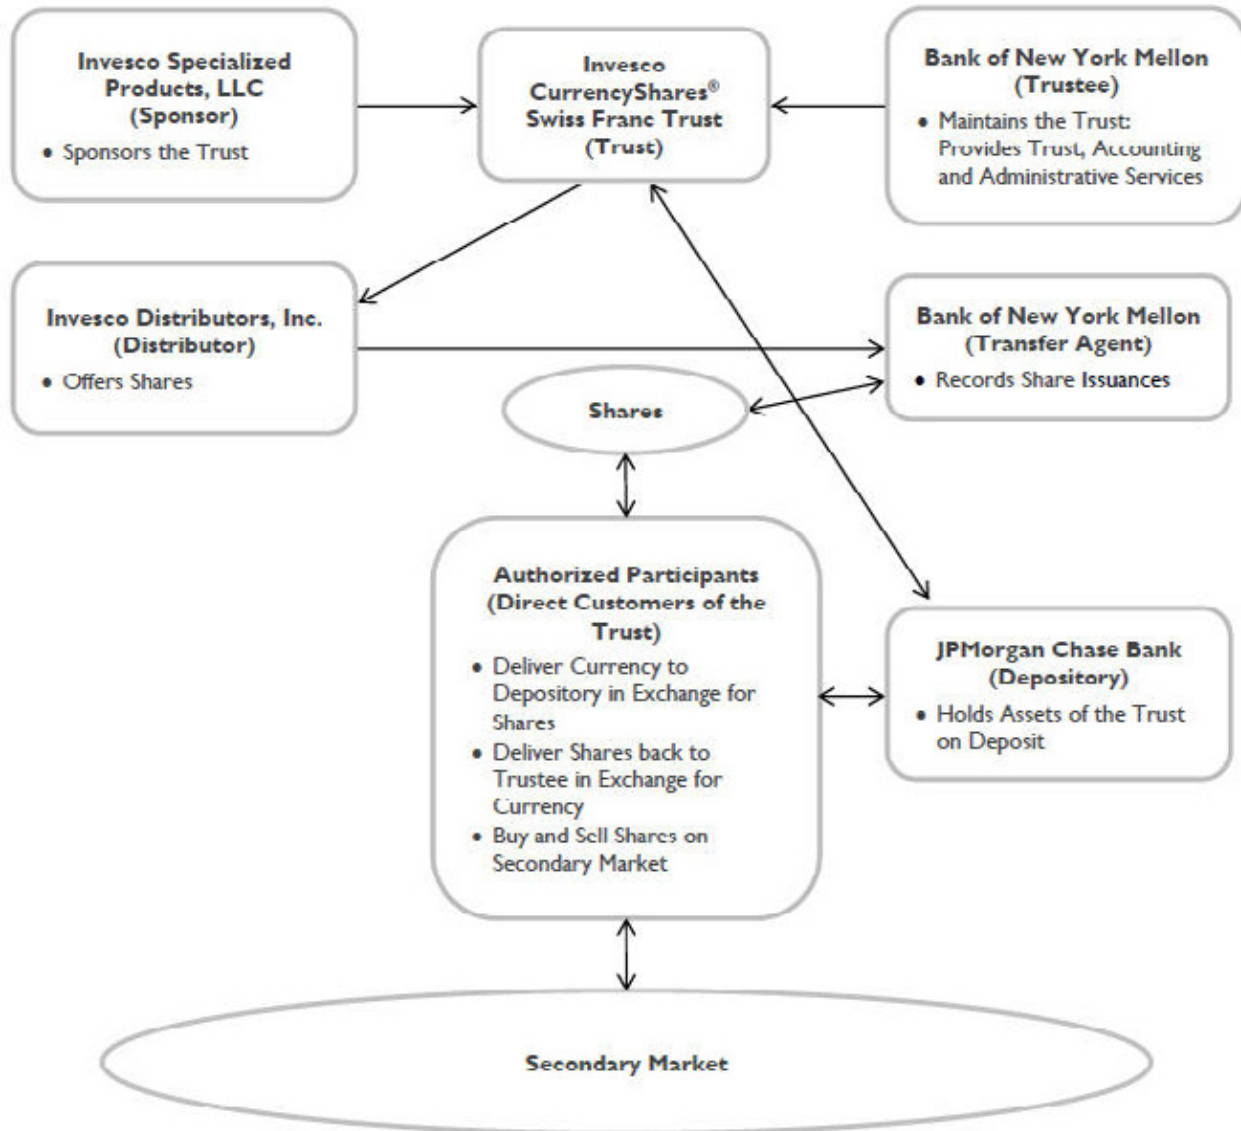 Invesco Specialized
Products, LLC
(Sponsor)
• Sponsors the Trust
Invesco
CurrencyShares®
Swiss Franc Trust
(Trust)
Bank of New York Mellon
(Trustee)
• Maintains the Trust:
Provides Trust, Accounting
and Administrative Services
Invesco Distributors, Inc.
(Distributor)
• Offers Shares
Bank of New York Mellon
(Transfer Agent)
• Records Share Issuances
Shares
Authorized Participants
(Direct Customers of the
Trust)
• Deliver Currency to
Depository in Exchange for
Shares
• Deliver Shares back to
Trustee in Exchange for
Currency
• Buy and Sell Shares on
Secondary Market
JPMorgan Chase Bank
(Depository)
• Holds Assets of the Trust
on Deposit
Secondary Market